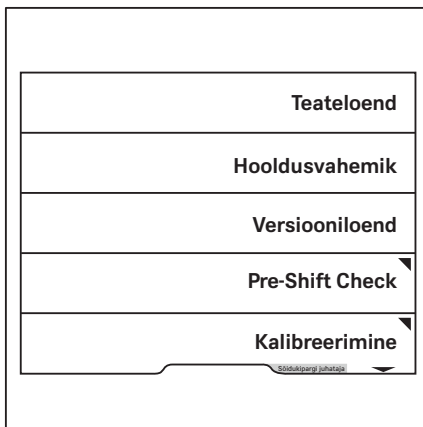 Teateloend
Hooldusvahemik
Versiooniloend
Pre-Shift Check
Kalibreerimine
Sõidukipargi juhataja